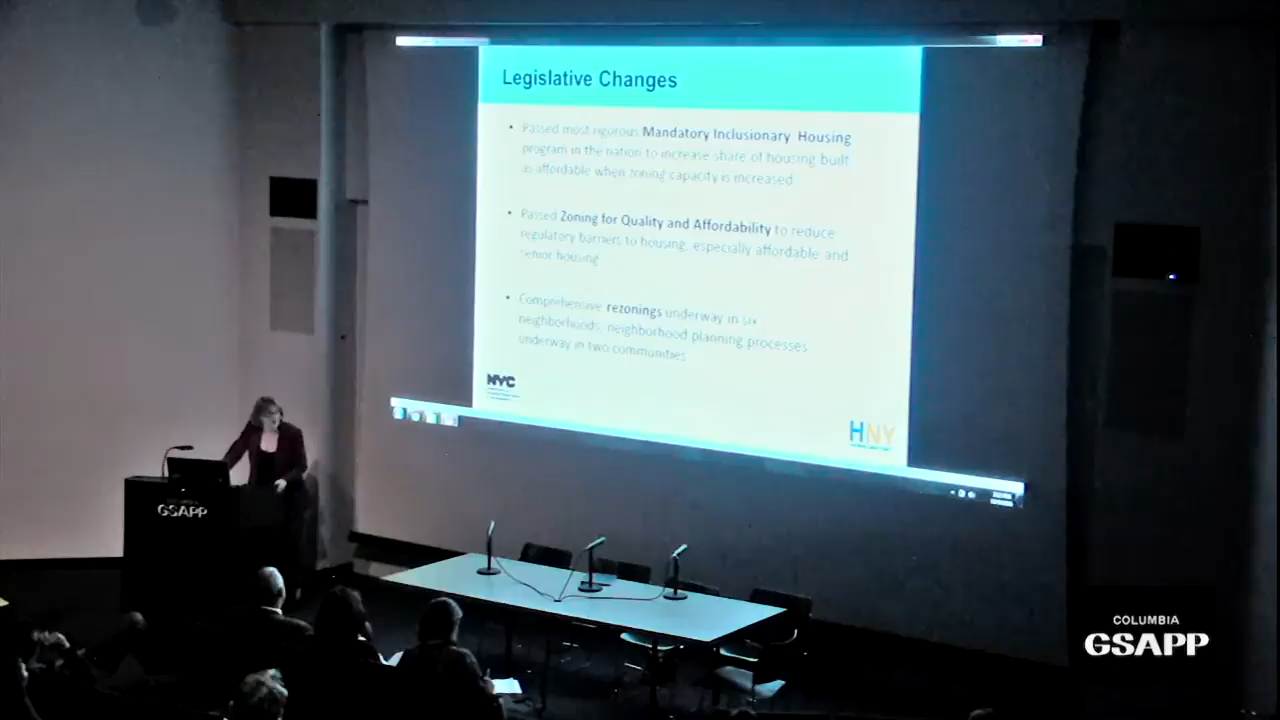 Legislative Changes
• Passed most rigorous Mandatory Inclusionary Housing
program in the nation to increase share of housing built
as affordable when zoning capacity is increased
• Passed Zoning for Quality and Affordability to reduce
regulatory barriers to housing, especially affordable and
senior housing
• Comprehensive rezonings underway in six
neighborhoods, neighborhood planning processes
underway in two communities
NYC
HNY
GSAPP
COLUMBIA
GSAPP